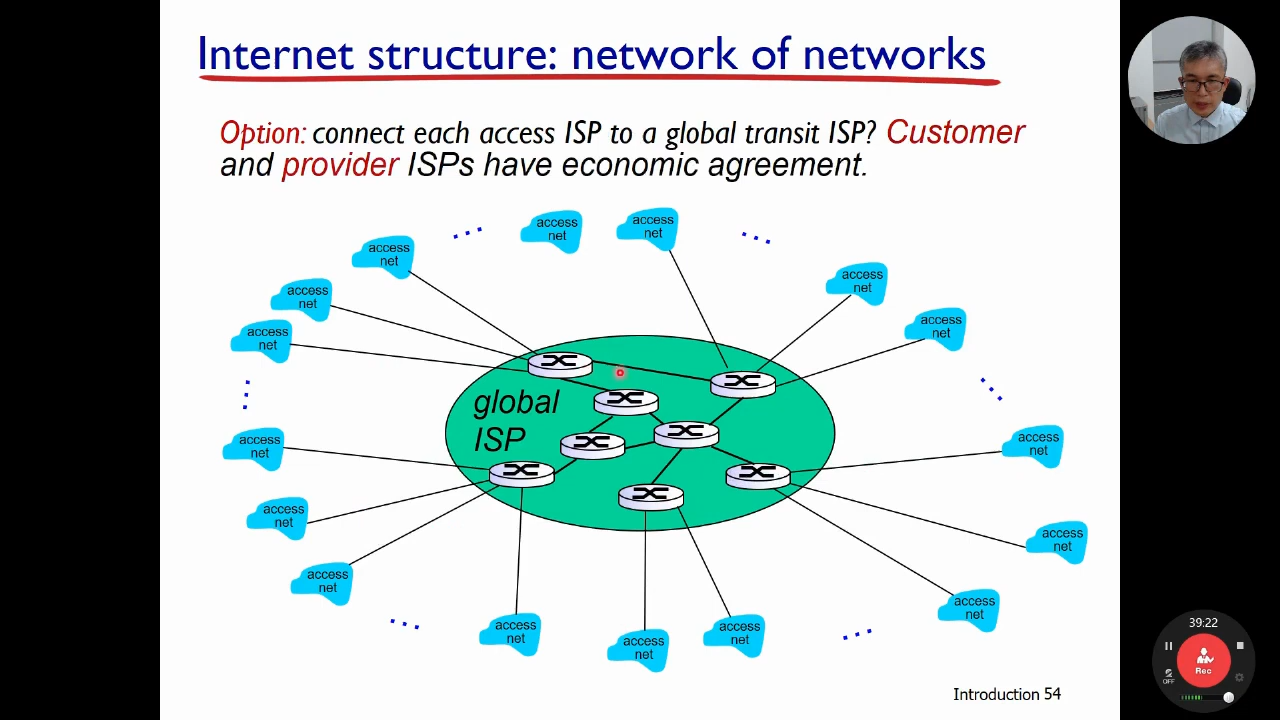 Internet structure: network of networks
Option: connect each access ISP to a global transit ISP? Customer
and provider ISPs have economic agreement.
access
net
access
net
access
net
access
net
access
net
access
net
access
net
access
net
global
ISP
access
net
access
net
access
net
access
net
access
net
access
net
access
net
access
net
access
net
39:22
Rec
OFF
Introduction 54